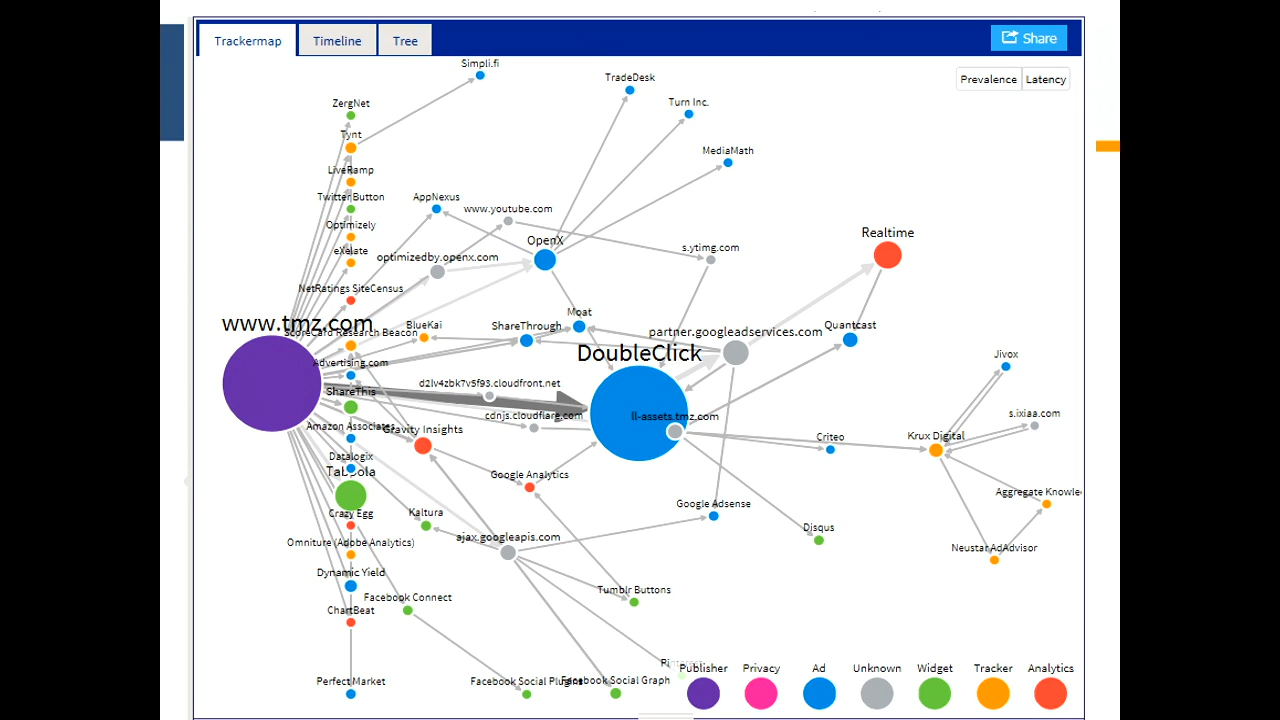 Trackermap
Timeline
Tree
Share
Prevalence
Latency
Simpli.fi
TradeDesk
ZergNet
Turn Inc.
Tynt
MediaMath
LiveRamp
Twitter Button
AppNexus
www.youtube.com
Optimizely
Realtime
OpenX
eXelate
optimizedby.openx.com
s.ytimg.com
NetRatings SiteCensus
Moat
www.tmz.com
BlueKai
ShareThrough
Quantcast
ScoreCard Research Beacon
partner.googleadservices.com
DoubleClick
Jivox
Advertising.com
d2lv4zbk7v5f93.cloudfront.net
ShareThis
s.ixiaa.com
cdnjs.cloudflare.com
ll-assets.tmz.com
Amazon Associates
Gravity Insights
Criteo
Krux Digital
Datalogix
Taboola
Google Analytics
Aggregate Knowle
Google Adsense
Crazy Egg
Kaltura
Disqus
ajax.googleapis.com
Omniture (Adobe Analytics)
Neustar AdAdvisor
Dynamic Yield
Tumblr Buttons
Facebook Connect
ChartBeat
Perfect Market
Facebook Social Plugins
Facebook Social Graph
Publisher
Privacy
Ad
Unknown
Widget
Tracker
Analytics